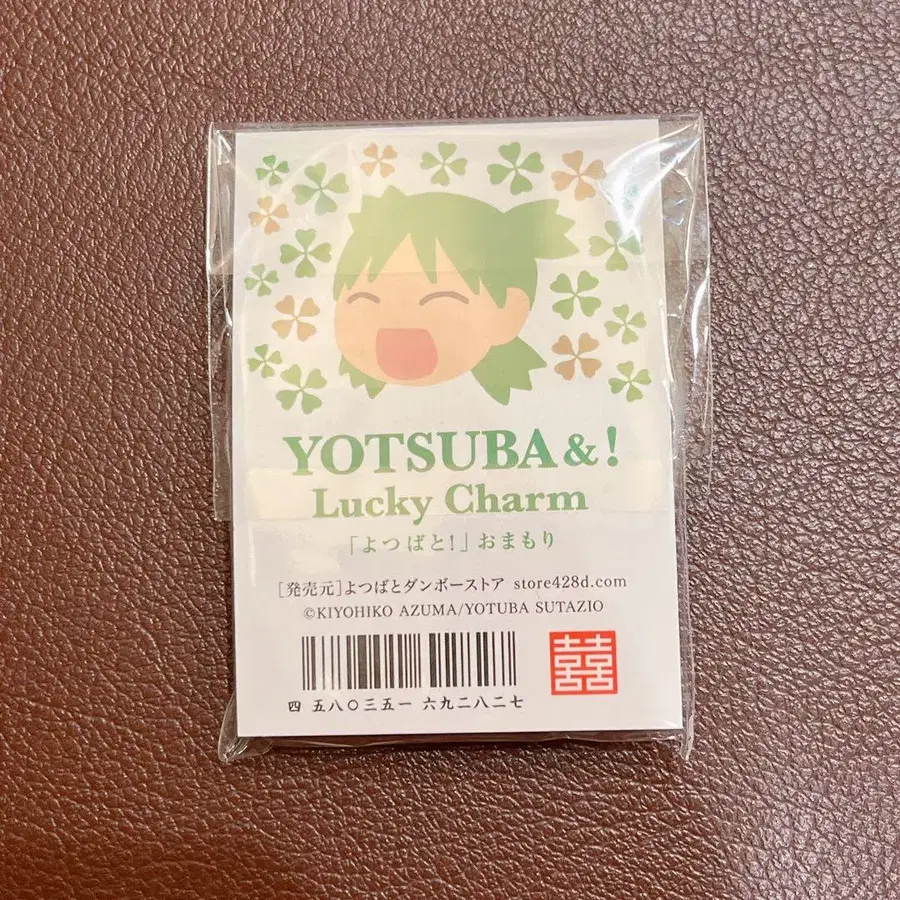 YOTSUBA&!
Lucky Charm
「よつばと!」おまもり
[発売元]よつばとダンボーストア store428d.com
©KIYOHIKO AZUMA/YOTUBA SUTAZIO
四 五八〇三五一 六九二八二七
囍